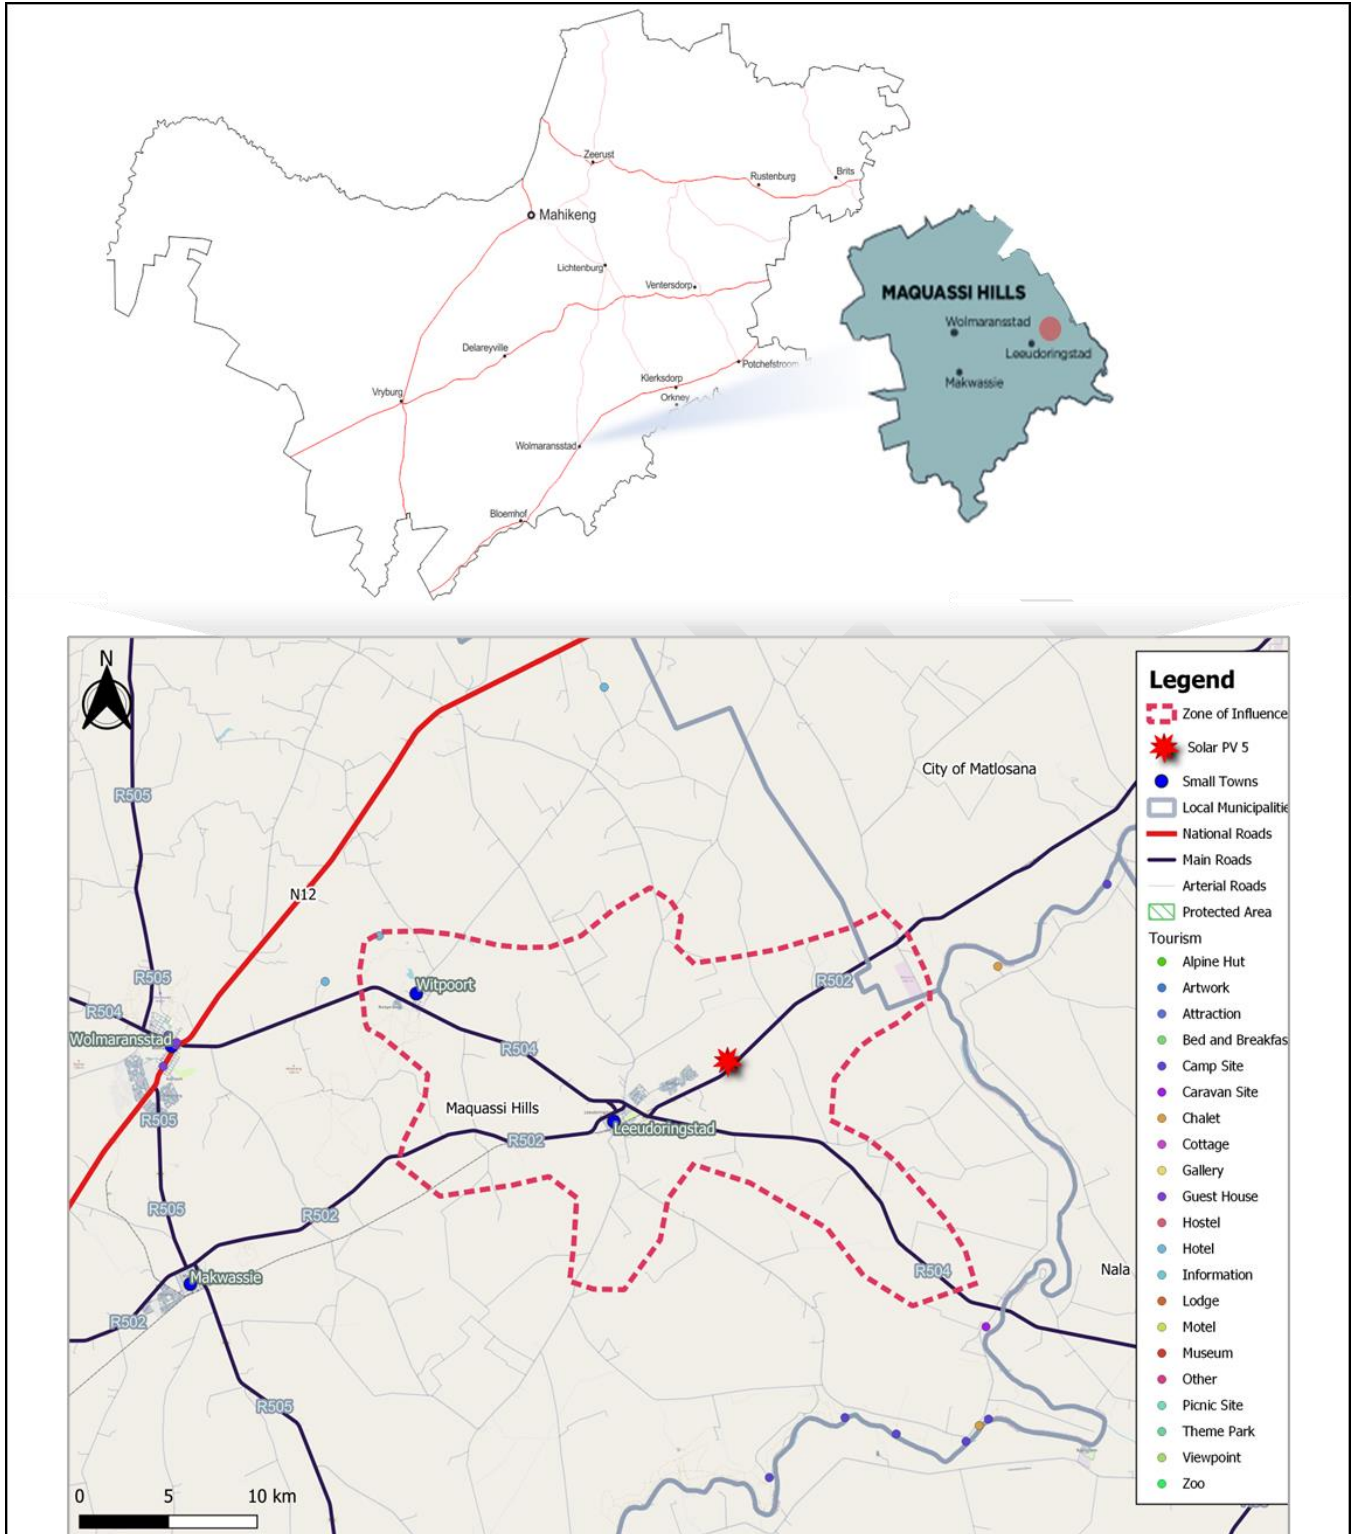 Zeerust
Rustenburg
Brits
Mahikeng
Lichtenburg
Ventersdorp
Delareyville
Potchefstroom
Klerksdorp
Vryburg
Orkney
Wolmaransstad
Bloemhof
MAQUASSI HILLS
Wolmaransstad
Leeudoringstad
Makwassie
N
Legend
Zone of Influence
Solar PV 5
Small Towns
Local Municipalitie
National Roads
Main Roads
Arterial Roads
Protected Area
Tourism
Alpine Hut
Artwork
Attraction
Bed and Breakfas
Camp Site
Caravan Site
Chalet
Cottage
Gallery
Guest House
Hostel
Hotel
Information
Lodge
Motel
Museum
Other
Picnic Site
Theme Park
Viewpoint
Zoo
City of Matlosana
R505
N12
R505
R504
Witpoort
R502
Wolmaransstad
R504
Maquassi Hills
R505
Leeudoringstad
R502
R505
R502
Makwassie
R504
Nala
R502
R505
0 5 10 km